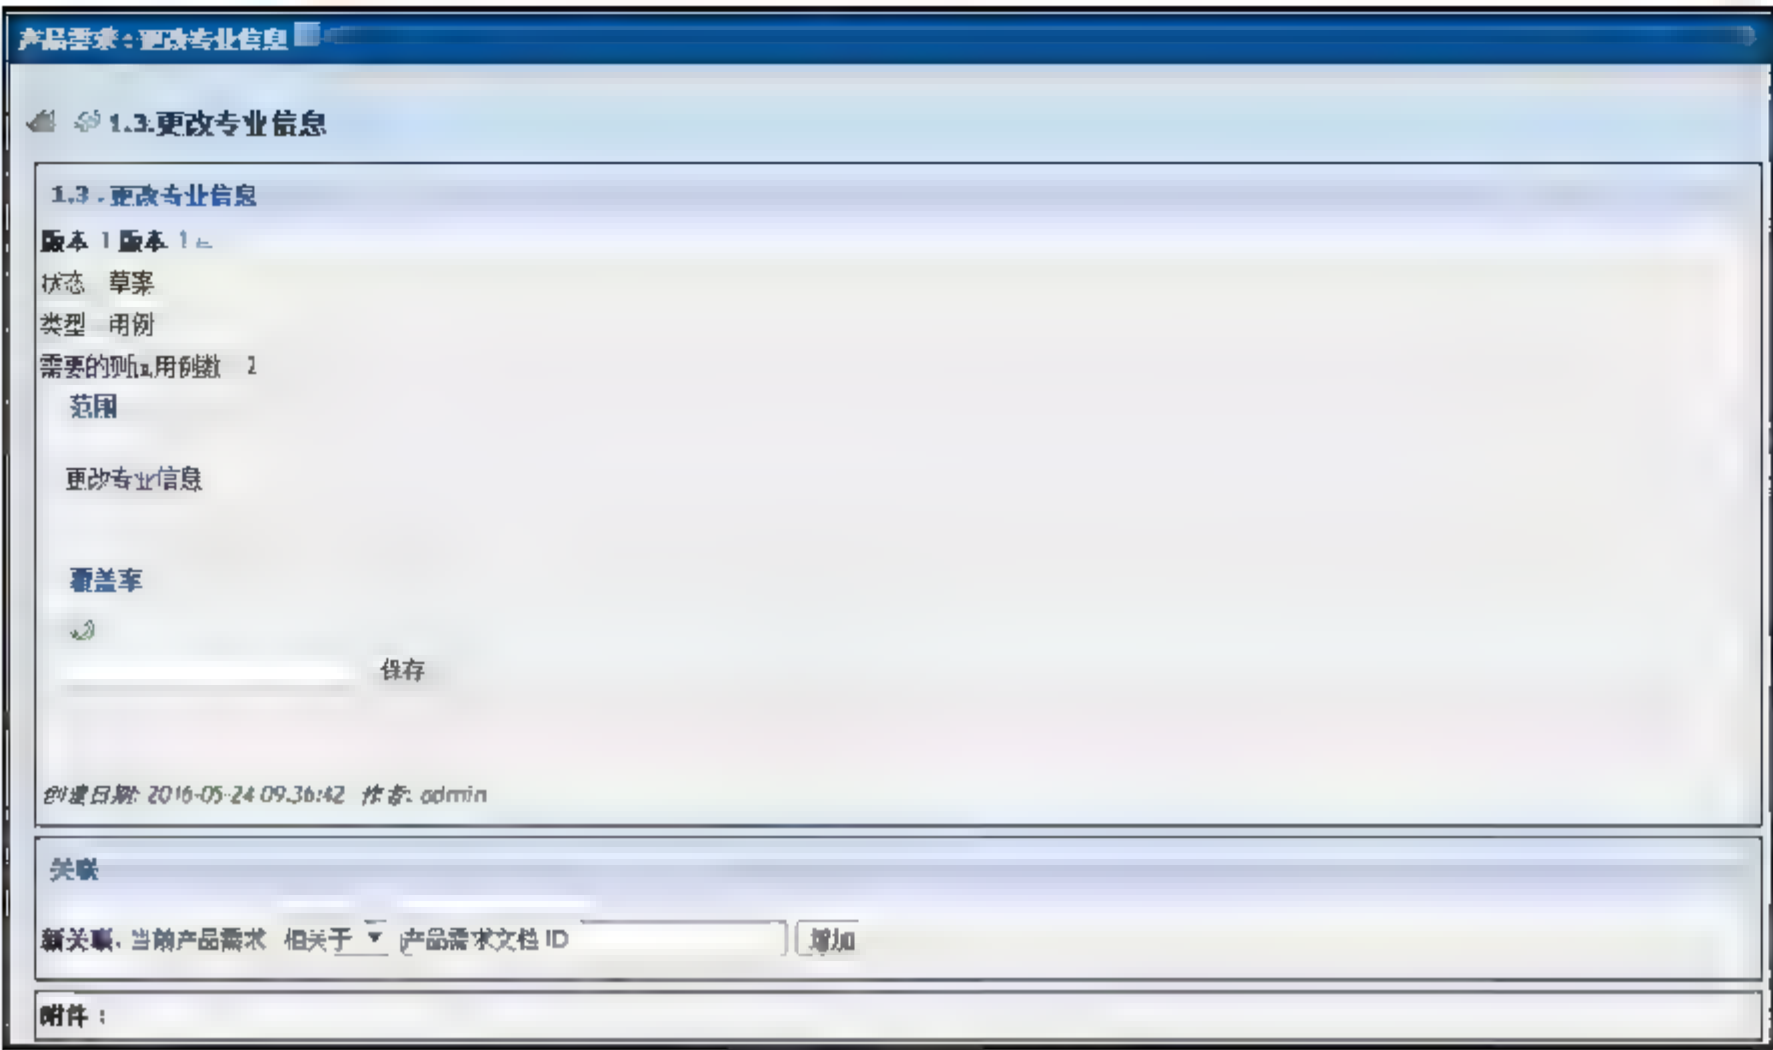 产品需求 : 更改专业信息
1.3.更改专业信息
1.3 . 更改专业信息
版本 1 版本 1
状态 草案
类型 用例
需要的 用例数 2
范围
更改专业信息
覆盖率
保存
创建日期: 2016-05-24 09:36:42 作者: admin
关联
新关联, 当前产品需求 相关于 产品需求文档 ID 增加
附件 :